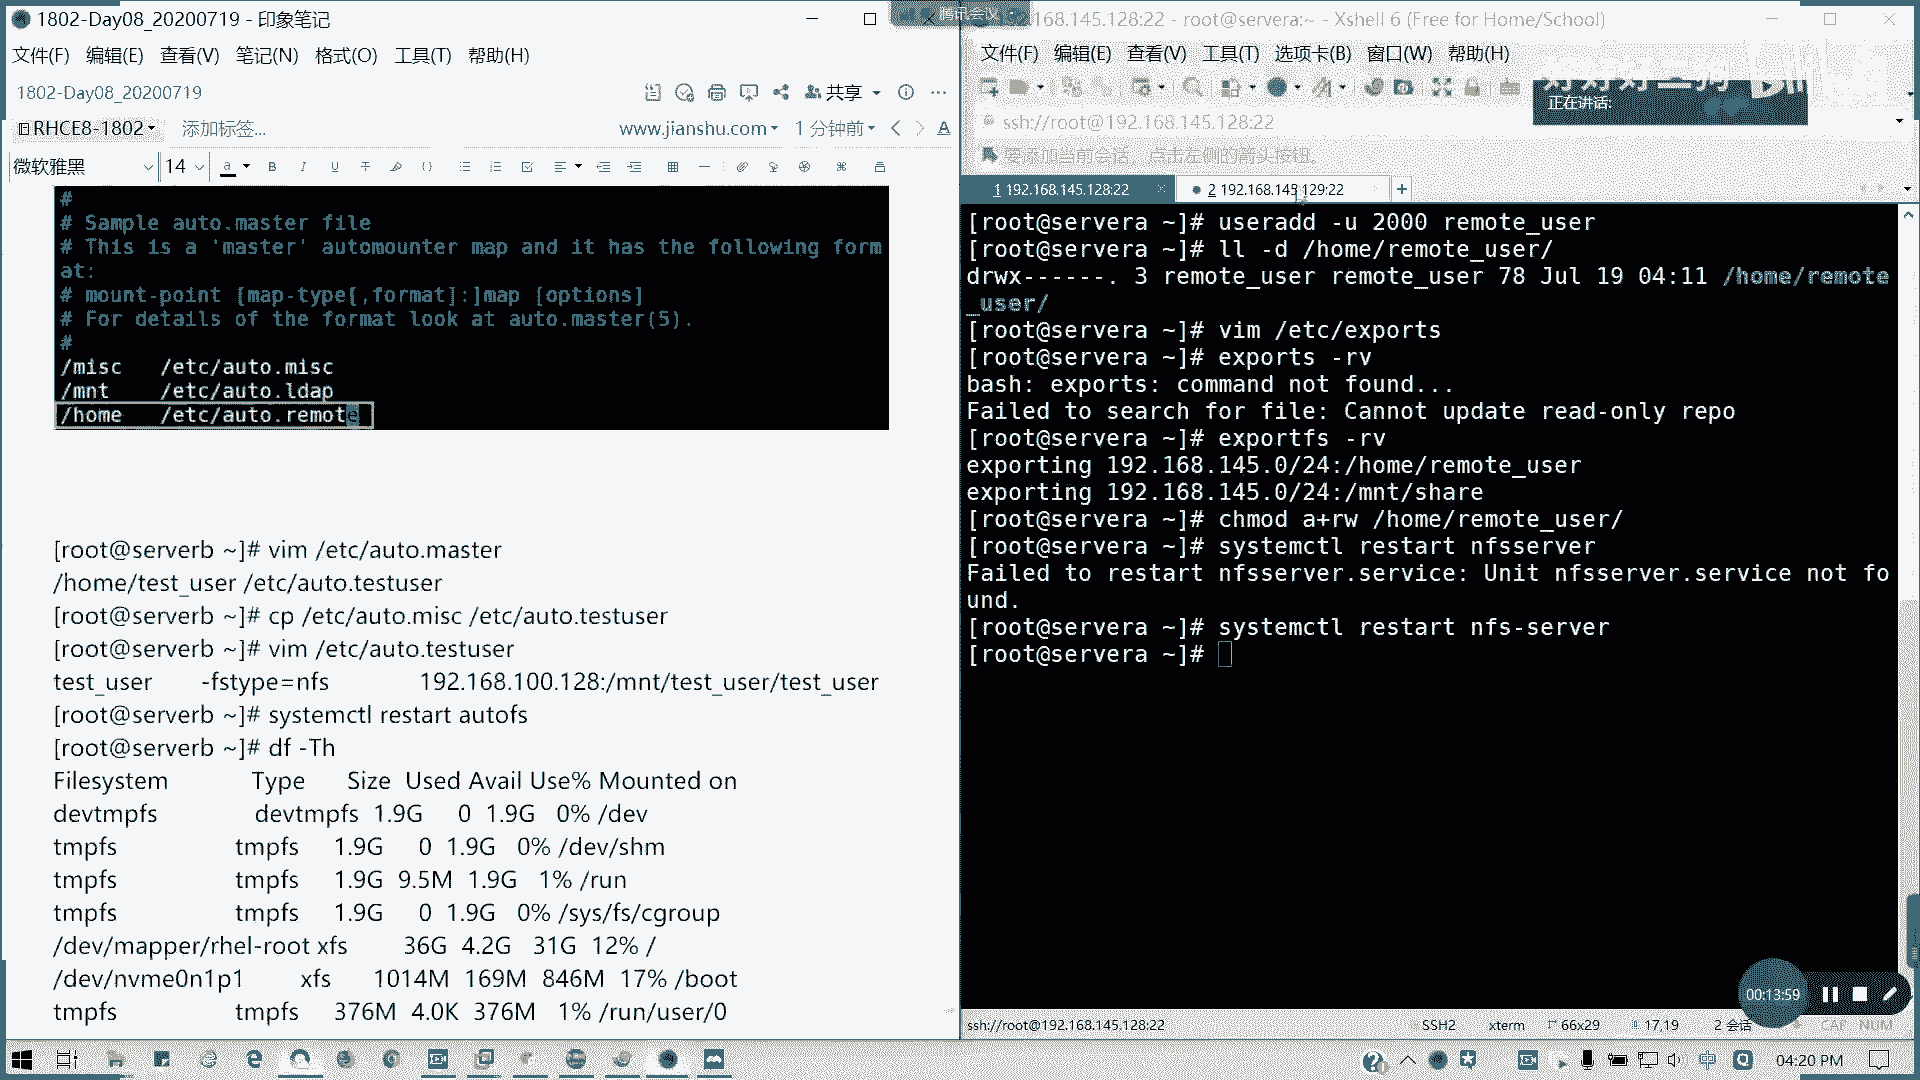 1802-Day08_20200719 - 印象笔记
文件(F) 编辑(E) 查看(V) 笔记(N) 格式(O) 工具(T) 帮助(H)
1802-Day08_20200719
共享
RHCE8-1802 添加标签...
www.jianshu.com 1 分钟前
微软雅黑 14
#
# Sample auto.master file
# This is a 'master' automounter map and it has the following form
at:
# mount-point [map-type[,format]:]map [options]
# For details of the format look at auto.master(5).
#
/misc /etc/auto.misc
/mnt /etc/auto.ldap
/home /etc/auto.remote
[root@serverb ~]# vim /etc/auto.master
/home/test_user /etc/auto.testuser
[root@serverb ~]# cp /etc/auto.misc /etc/auto.testuser
[root@serverb ~]# vim /etc/auto.testuser
test_user -fstype=nfs 192.168.100.128:/mnt/test_user/test_user
[root@serverb ~]# systemctl restart autofs
[root@serverb ~]# df -Th
Filesystem Type Size Used Avail Use% Mounted on
devtmpfs devtmpfs 1.9G 0 1.9G 0% /dev
tmpfs tmpfs 1.9G 0 1.9G 0% /dev/shm
tmpfs tmpfs 1.9G 9.5M 1.9G 1% /run
tmpfs tmpfs 1.9G 0 1.9G 0% /sys/fs/cgroup
/dev/mapper/rhel-root xfs 36G 4.2G 31G 12% /
/dev/nvme0n1p1 xfs 1014M 169M 846M 17% /boot
tmpfs tmpfs 376M 4.0K 376M 1% /run/user/0
腾讯会议
192.168.145.128:22 - root@servera:~ - Xshell 6 (Free for Home/School)
文件(F) 编辑(E) 查看(V) 工具(T) 选项卡(B) 窗口(W) 帮助(H)
正在讲话:
ssh://root@192.168.145.128:22
要添加当前会话，点击左侧的箭头按钮。
1 192.168.145.128:22
2 192.168.145.129:22
[root@servera ~]# useradd -u 2000 remote_user
[root@servera ~]# ll -d /home/remote_user/
drwx------. 3 remote_user remote_user 78 Jul 19 04:11 /home/remote
_user/
[root@servera ~]# vim /etc/exports
[root@servera ~]# exports -rv
bash: exports: command not found...
Failed to search for file: Cannot update read-only repo
[root@servera ~]# exportfs -rv
exporting 192.168.145.0/24:/home/remote_user
exporting 192.168.145.0/24:/mnt/share
[root@servera ~]# chmod a+rw /home/remote_user/
[root@servera ~]# systemctl restart nfsserver
Failed to restart nfsserver.service: Unit nfsserver.service not fo
und.
[root@servera ~]# systemctl restart nfs-server
[root@servera ~]#
00:13:59
ssh://root@192.168.145.128:22 SSH2 xterm 66x29 17,19 2 会话 CAP NUM
中
04:20 PM